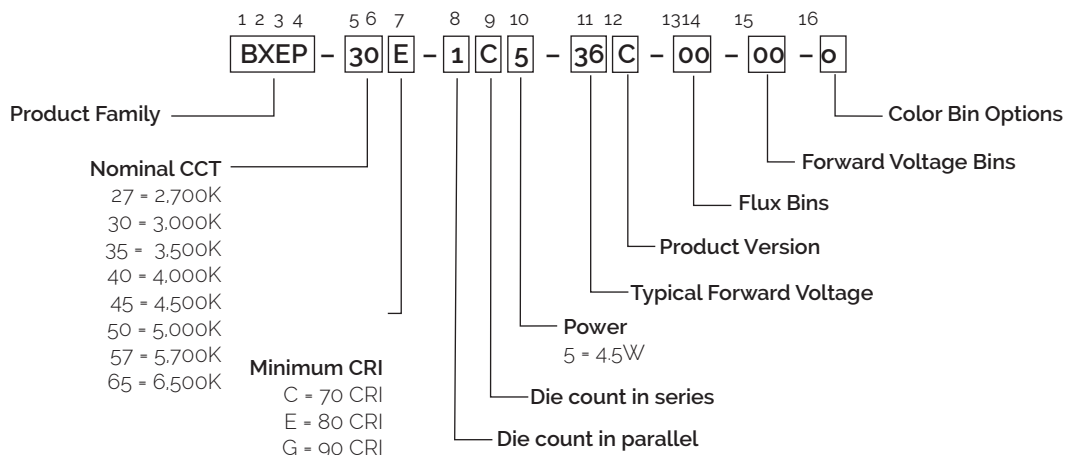 1 2 3 4 5 6 7 8 9 10 11 12 1314 15 16
BXEP – 30 E – 1 C 5 – 36 C – 00 – 00 – 0
Product Family
Color Bin Options
Nominal CCT
27 = 2,700K
30 = 3,000K
35 = 3,500K
40 = 4,000K
45 = 4,500K
50 = 5,000K
57 = 5,700K
65 = 6,500K
Forward Voltage Bins
Flux Bins
Product Version
Typical Forward Voltage
Power
5 = 4.5W
Minimum CRI
C = 70 CRI
E = 80 CRI
G = 90 CRI
Die count in series
Die count in parallel